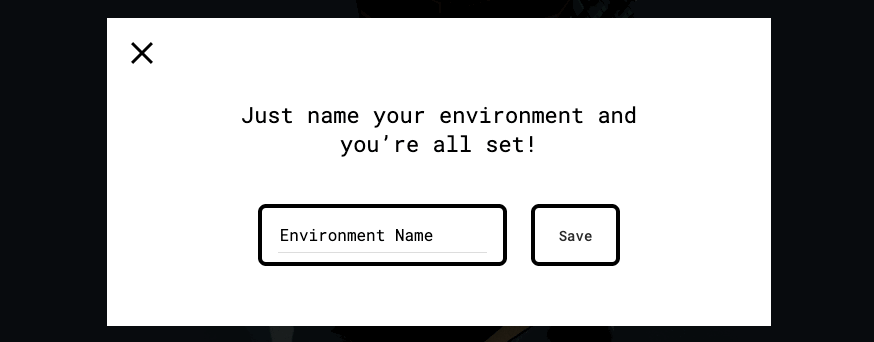 Just name your environment and
you’re all set!
Environment Name
Save